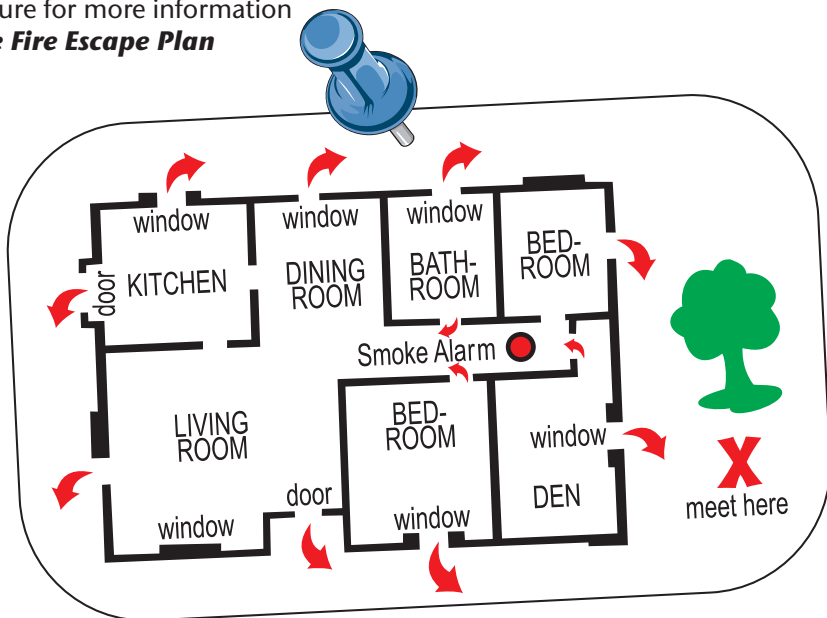 ure for more information
Fire Escape Plan
window
window
window
door
KITCHEN
DINING
ROOM
BATH-
ROOM
BED-
ROOM
Smoke Alarm
LIVING
ROOM
BED-
ROOM
window
DEN
door
window
window
meet here
X